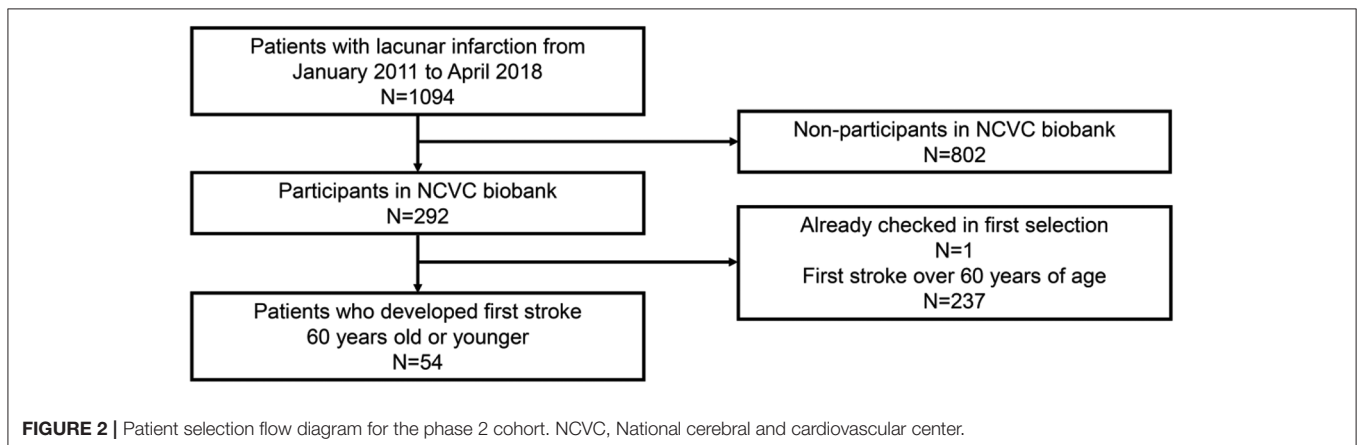 Patients with lacunar infarction from
January 2011 to April 2018
N=1094
Non-participants in NCVC biobank
N=802
Participants in NCVC biobank
N=292
Already checked in first selection
N=1
First stroke over 60 years of age
N=237
Patients who developed first stroke
60 years old or younger
N=54
FIGURE 2 | Patient selection flow diagram for the phase 2 cohort. NCVC, National cerebral and cardiovascular center.